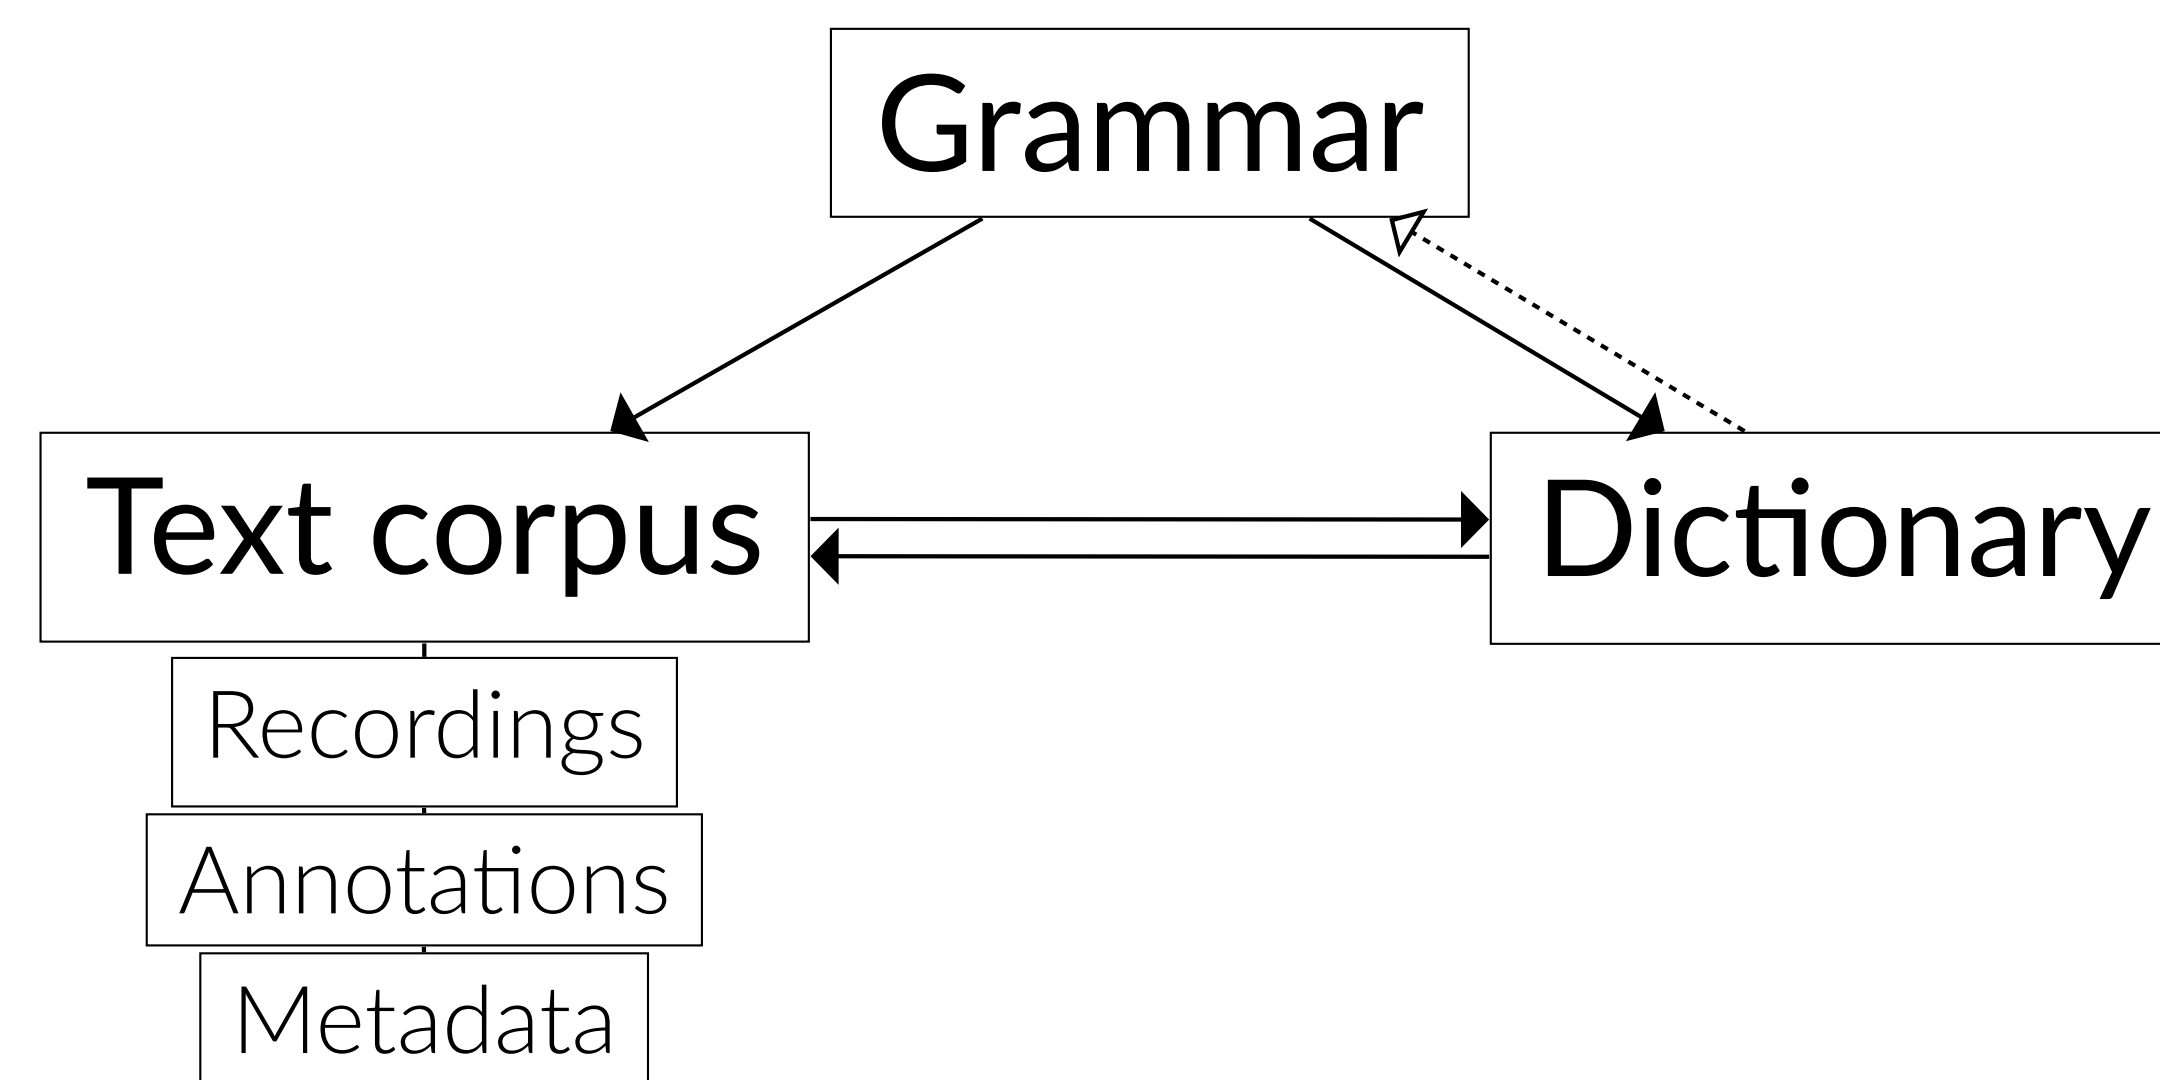 Grammar
Text corpus
Dictionary
Recordings
Annotations
Metadata